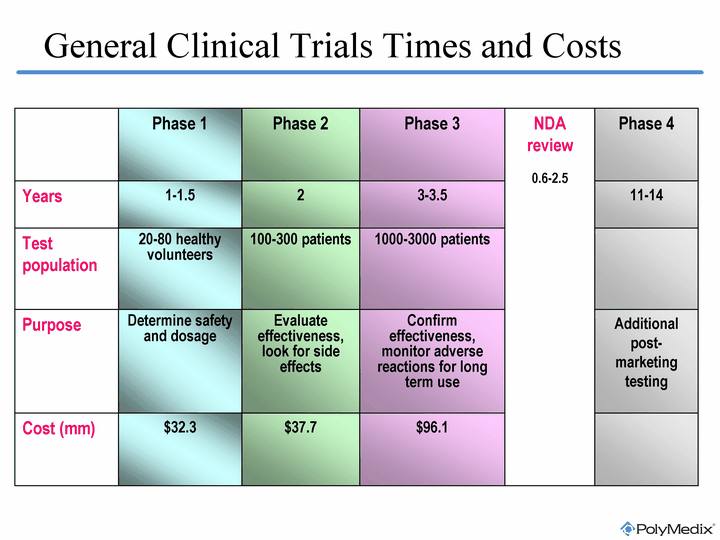 General Clinical Trials Times and Costs
Phase 1
Phase 2
Phase 3
NDA
review
0.6-2.5
Phase 4
Years
1-1.5
2
3-3.5
11-14
Test
population
20-80 healthy
volunteers
100-300 patients
1000-3000 patients
Purpose
Determine safety
and dosage
Evaluate
effectiveness,
look for side
effects
Confirm
effectiveness,
monitor adverse
reactions for long
term use
Additional
post-
marketing
testing
Cost (mm)
$32.3
$37.7
$96.1
PolyMedix